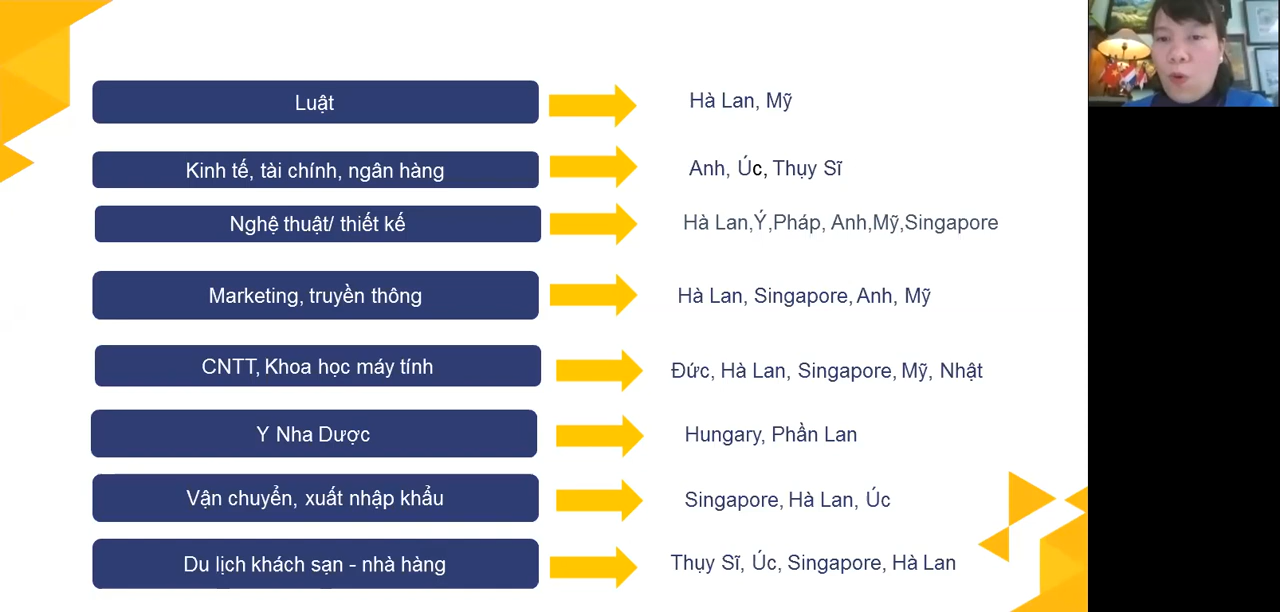 Luật
Hà Lan, Mỹ
Kinh tế, tài chính, ngân hàng
Anh, Úc, Thụy Sĩ
Nghệ thuật/ thiết kế
Hà Lan,Ý,Pháp, Anh,Mỹ,Singapore
Marketing, truyền thông
Hà Lan, Singapore, Anh, Mỹ
CNTT, Khoa học máy tính
Đức, Hà Lan, Singapore, Mỹ, Nhật
Y Nha Dược
Hungary, Phần Lan
Vận chuyển, xuất nhập khẩu
Singapore, Hà Lan, Úc
Du lịch khách sạn - nhà hàng
Thụy Sĩ, Úc, Singapore, Hà Lan